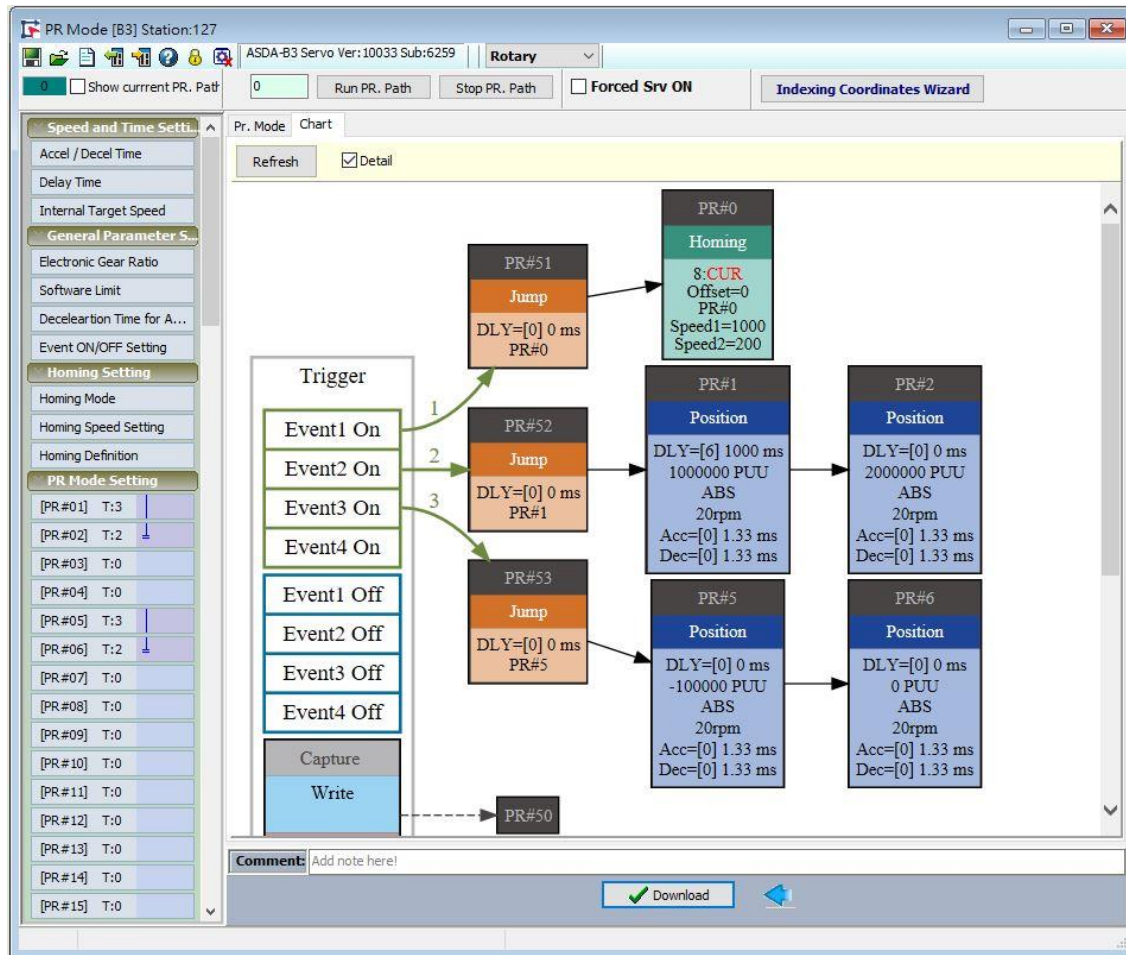 PR Mode [B3] Station:127
ASDA-B3 Servo Ver:10033 Sub:6259
Rotary
0
Show currrent PR. Path
0
Run PR. Path
Stop PR. Path
Forced Srv ON
Indexing Coordinates Wizard
Speed and Time Setti...
Accel / Decel Time
Delay Time
Internal Target Speed
General Parameter S...
Electronic Gear Ratio
Software Limit
Deceleartion Time for A...
Event ON/OFF Setting
Homing Setting
Homing Mode
Homing Speed Setting
Homing Definition
PR Mode Setting
[PR#01] T:3
[PR#02] T:2
[PR#03] T:0
[PR#04] T:0
[PR#05] T:3
[PR#06] T:2
[PR#07] T:0
[PR#08] T:0
[PR#09] T:0
[PR#10] T:0
[PR#11] T:0
[PR#12] T:0
[PR#13] T:0
[PR#14] T:0
[PR#15] T:0
Pr. Mode
Chart
Refresh
Detail
Trigger
Event1 On
Event2 On
Event3 On
Event4 On
Event1 Off
Event2 Off
Event3 Off
Event4 Off
Capture
Write
1
2
3
PR#51
Jump
DLY=[0] 0 ms
PR#0
PR#0
Homing
8:CUR
Offset=0
PR#0
Speed1=1000
Speed2=200
PR#52
Jump
DLY=[0] 0 ms
PR#1
PR#1
Position
DLY=[6] 1000 ms
1000000 PUU
ABS
20rpm
Acc=[0] 1.33 ms
Dec=[0] 1.33 ms
PR#2
Position
DLY=[0] 0 ms
2000000 PUU
ABS
20rpm
Acc=[0] 1.33 ms
Dec=[0] 1.33 ms
PR#53
Jump
DLY=[0] 0 ms
PR#5
PR#5
Position
DLY=[0] 0 ms
-100000 PUU
ABS
20rpm
Acc=[0] 1.33 ms
Dec=[0] 1.33 ms
PR#6
Position
DLY=[0] 0 ms
0 PUU
ABS
20rpm
Acc=[0] 1.33 ms
Dec=[0] 1.33 ms
PR#50
Comment:
Add note here!
Download